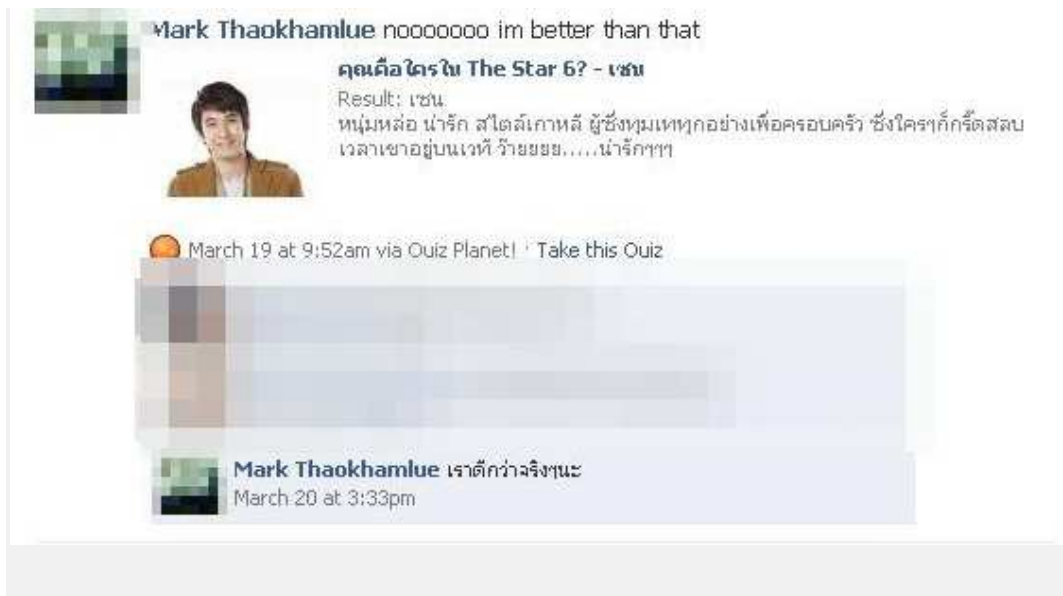 Mark Thaokhamlue noooooooo im better than that
คุณคือใครใน The Star 6? - เซน
Result: เซน
หนุ่มหล่อ น่ารัก สไตล์เกาหลี ผู้ซึ่งทุมเททุกอย่างเพื่อครอบครัว ซึ่งใครๆก็กรี๊ดสลบ
เวลาเขาอยู่บนเวที ว๊ายยยย.....น่ารักๆๆๆ
March 19 at 9:52am via Quiz Planet! · Take this Quiz
Mark Thaokhamlue เราดีกว่าจริงๆนะ
March 20 at 3:33pm